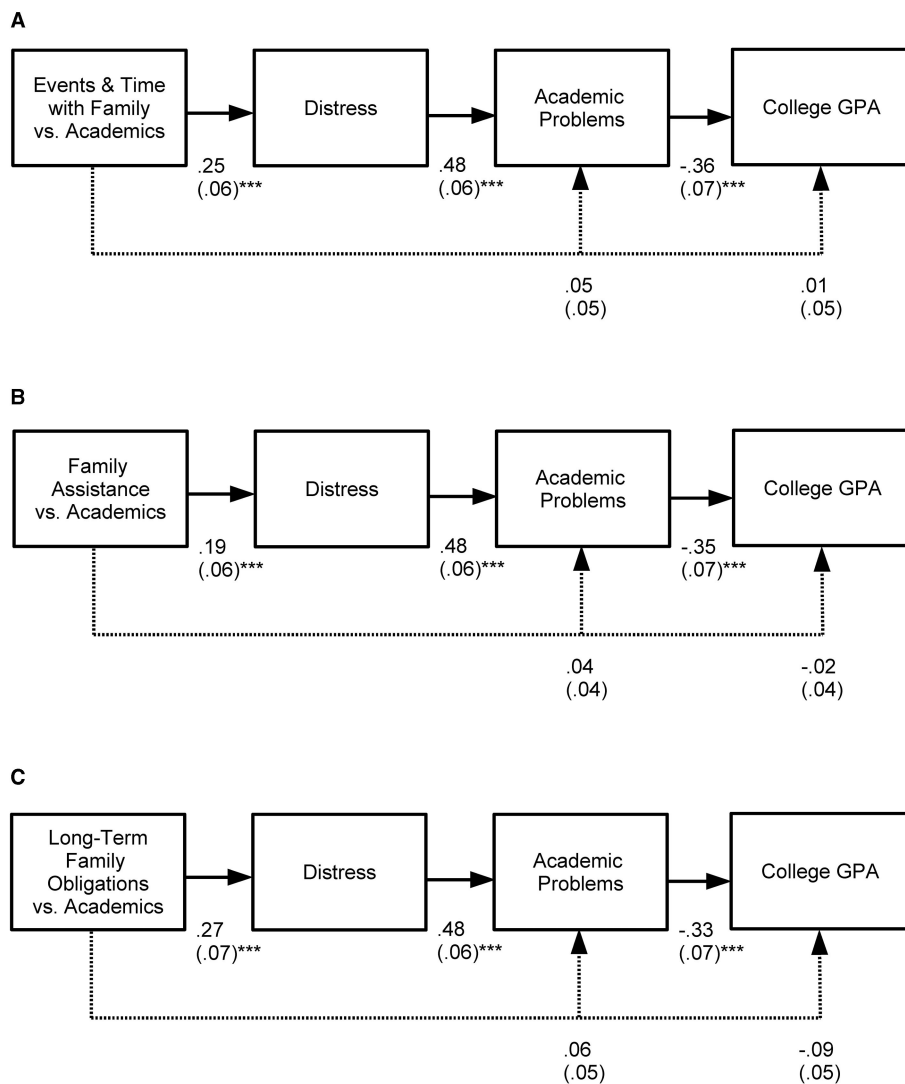 A
Events & Time
with Family
vs. Academics
Distress
Academic
Problems
College GPA
.25
(.06)***
.48
(.06)***
-.36
(.07)***
.05
(.05)
.01
(.05)
B
Family
Assistance
vs. Academics
Distress
Academic
Problems
College GPA
.19
(.06)***
.48
(.06)***
-.35
(.07)***
.04
(.04)
-.02
(.04)
C
Long-Term
Family
Obligations
vs. Academics
Distress
Academic
Problems
College GPA
.27
(.07)***
.48
(.06)***
-.33
(.07)***
.06
(.05)
-.09
(.05)